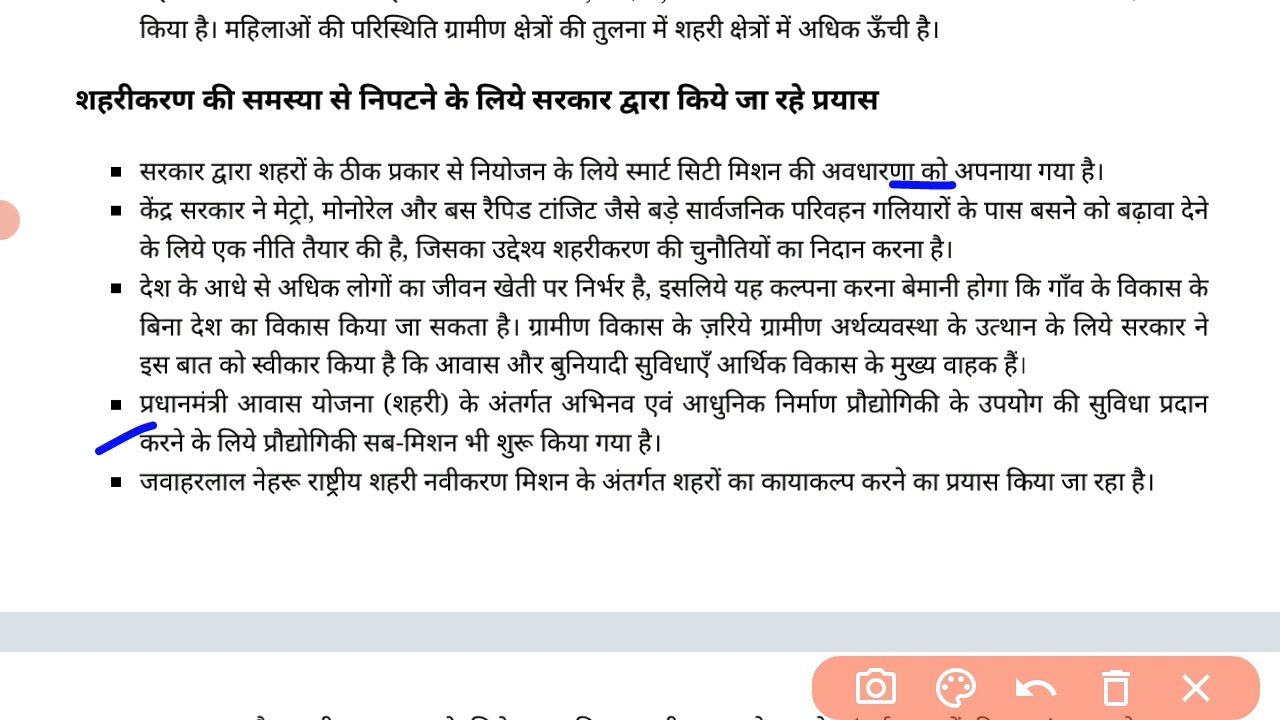 किया है। महिलाओं की परिस्थिति ग्रामीण क्षेत्रों की तुलना में शहरी क्षेत्रों में अधिक ऊँची है।
शहरीकरण की समस्या से निपटने के लिये सरकार द्वारा किये जा रहे प्रयास
▪ सरकार द्वारा शहरों के ठीक प्रकार से नियोजन के लिये स्मार्ट सिटी मिशन की अवधारणा को अपनाया गया है।
▪ केंद्र सरकार ने मेट्रो, मोनोरेल और बस रैपिड टांजिट जैसे बड़े सार्वजनिक परिवहन गलियारों के पास बसने को बढ़ावा देने
के लिये एक नीति तैयार की है, जिसका उद्देश्य शहरीकरण की चुनौतियों का निदान करना है।
▪ देश के आधे से अधिक लोगों का जीवन खेती पर निर्भर है, इसलिये यह कल्पना करना बेमानी होगा कि गाँव के विकास के
बिना देश का विकास किया जा सकता है। ग्रामीण विकास के ज़रिये ग्रामीण अर्थव्यवस्था के उत्थान के लिये सरकार ने
इस बात को स्वीकार किया है कि आवास और बुनियादी सुविधाएँ आर्थिक विकास के मुख्य वाहक हैं।
▪ प्रधानमंत्री आवास योजना (शहरी) के अंतर्गत अभिनव एवं आधुनिक निर्माण प्रौद्योगिकी के उपयोग की सुविधा प्रदान
करने के लिये प्रौद्योगिकी सब-मिशन भी शुरू किया गया है।
▪ जवाहरलाल नेहरू राष्ट्रीय शहरी नवीकरण मिशन के अंतर्गत शहरों का कायाकल्प करने का प्रयास किया जा रहा है।